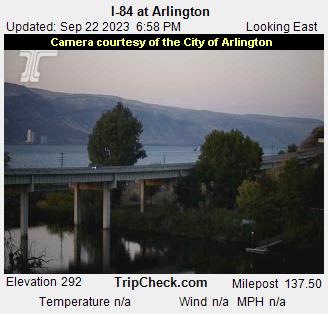 I-84 at Arlington
Updated: Sep 22 2023 6:58 PM Looking East
Camera courtesy of the City of Arlington
Elevation 292 TripCheck.com Milepost 137.50
Temperature n/a Wind n/a MPH n/a